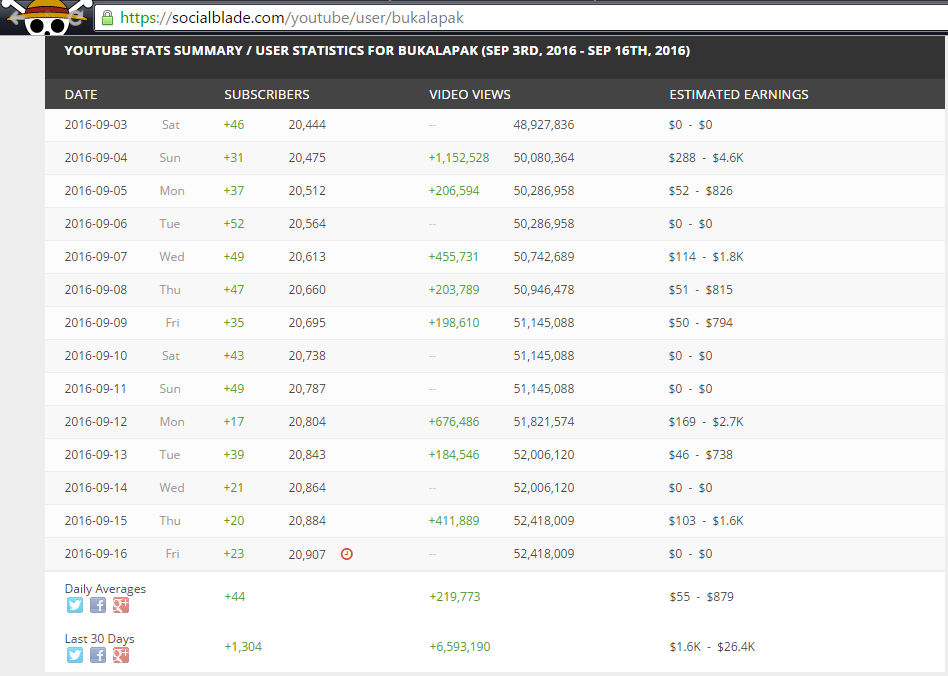 https://socialblade.com/youtube/user/bukalapak
YOUTUBE STATS SUMMARY / USER STATISTICS FOR BUKALAPAK (SEP 3RD, 2016 - SEP 16TH, 2016)
DATE SUBSCRIBERS VIDEO VIEWS ESTIMATED EARNINGS
2016-09-03 Sat +46 20,444 -- 48,927,836 $0 - $0
2016-09-04 Sun +31 20,475 +1,152,528 50,080,364 $288 - $4.6K
2016-09-05 Mon +37 20,512 +206,594 50,286,958 $52 - $826
2016-09-06 Tue +52 20,564 -- 50,286,958 $0 - $0
2016-09-07 Wed +49 20,613 +455,731 50,742,689 $114 - $1.8K
2016-09-08 Thu +47 20,660 +203,789 50,946,478 $51 - $815
2016-09-09 Fri +35 20,695 +198,610 51,145,088 $50 - $794
2016-09-10 Sat +43 20,738 -- 51,145,088 $0 - $0
2016-09-11 Sun +49 20,787 -- 51,145,088 $0 - $0
2016-09-12 Mon +17 20,804 +676,486 51,821,574 $169 - $2.7K
2016-09-13 Tue +39 20,843 +184,546 52,006,120 $46 - $738
2016-09-14 Wed +21 20,864 -- 52,006,120 $0 - $0
2016-09-15 Thu +20 20,884 +411,889 52,418,009 $103 - $1.6K
2016-09-16 Fri +23 20,907 -- 52,418,009 $0 - $0
Daily Averages +44 +219,773 $55 - $879
Last 30 Days +1,304 +6,593,190 $1.6K - $26.4K